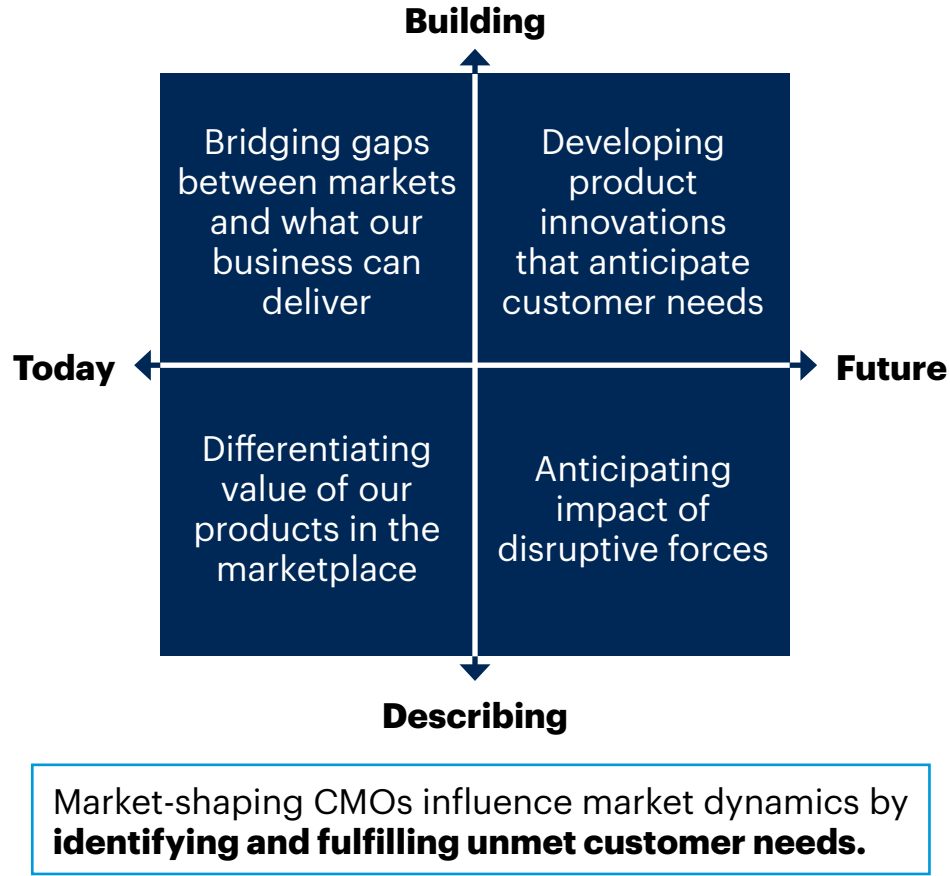 Building
Bridging gaps
between markets
and what our
business can
deliver
Developing
product
innovations
that anticipate
customer needs
Today
Future
Differentiating
value of our
products in the
marketplace
Anticipating
impact of
disruptive forces
Describing
Market-shaping CMOs influence market dynamics by
identifying and fulfilling unmet customer needs.